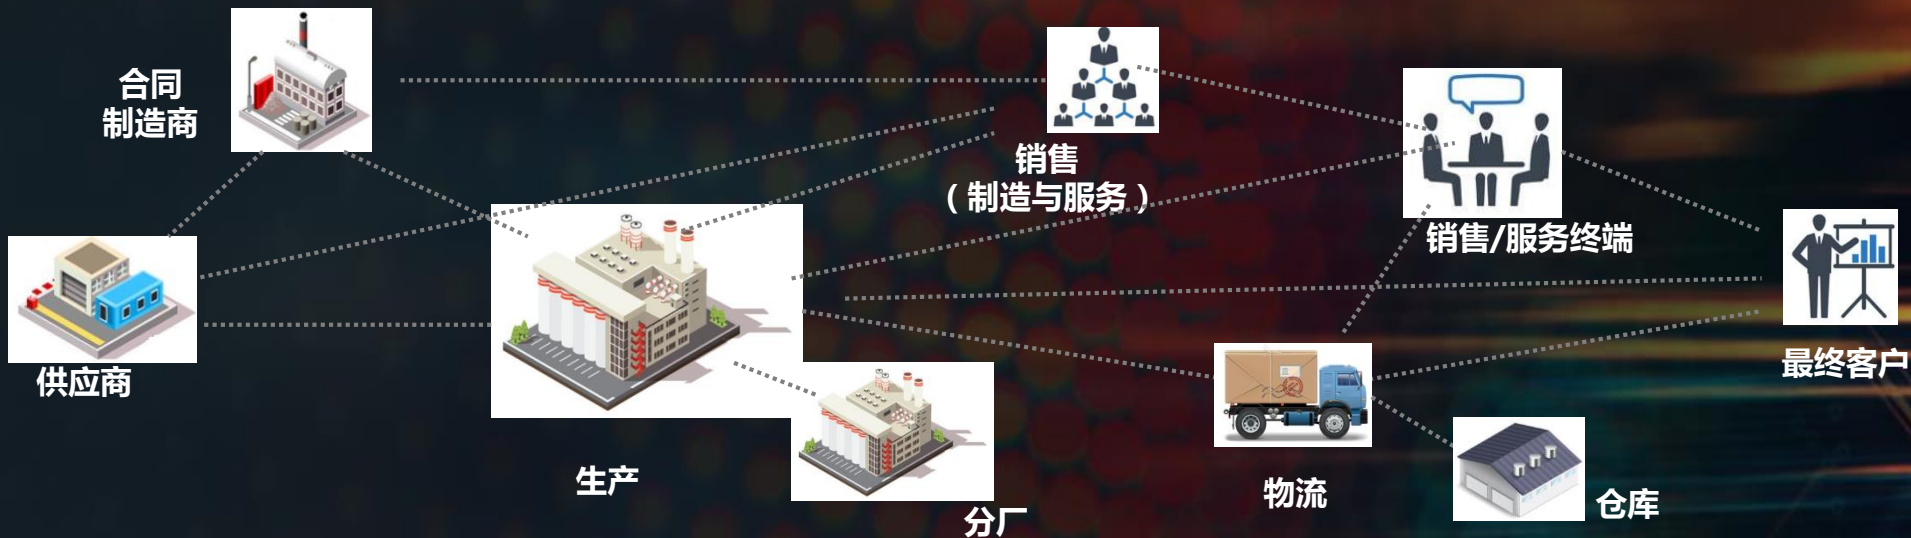 合同
制造商
销售
（制造与服务）
销售/服务终端
供应商
最终客户
生产
物流
仓库
分厂